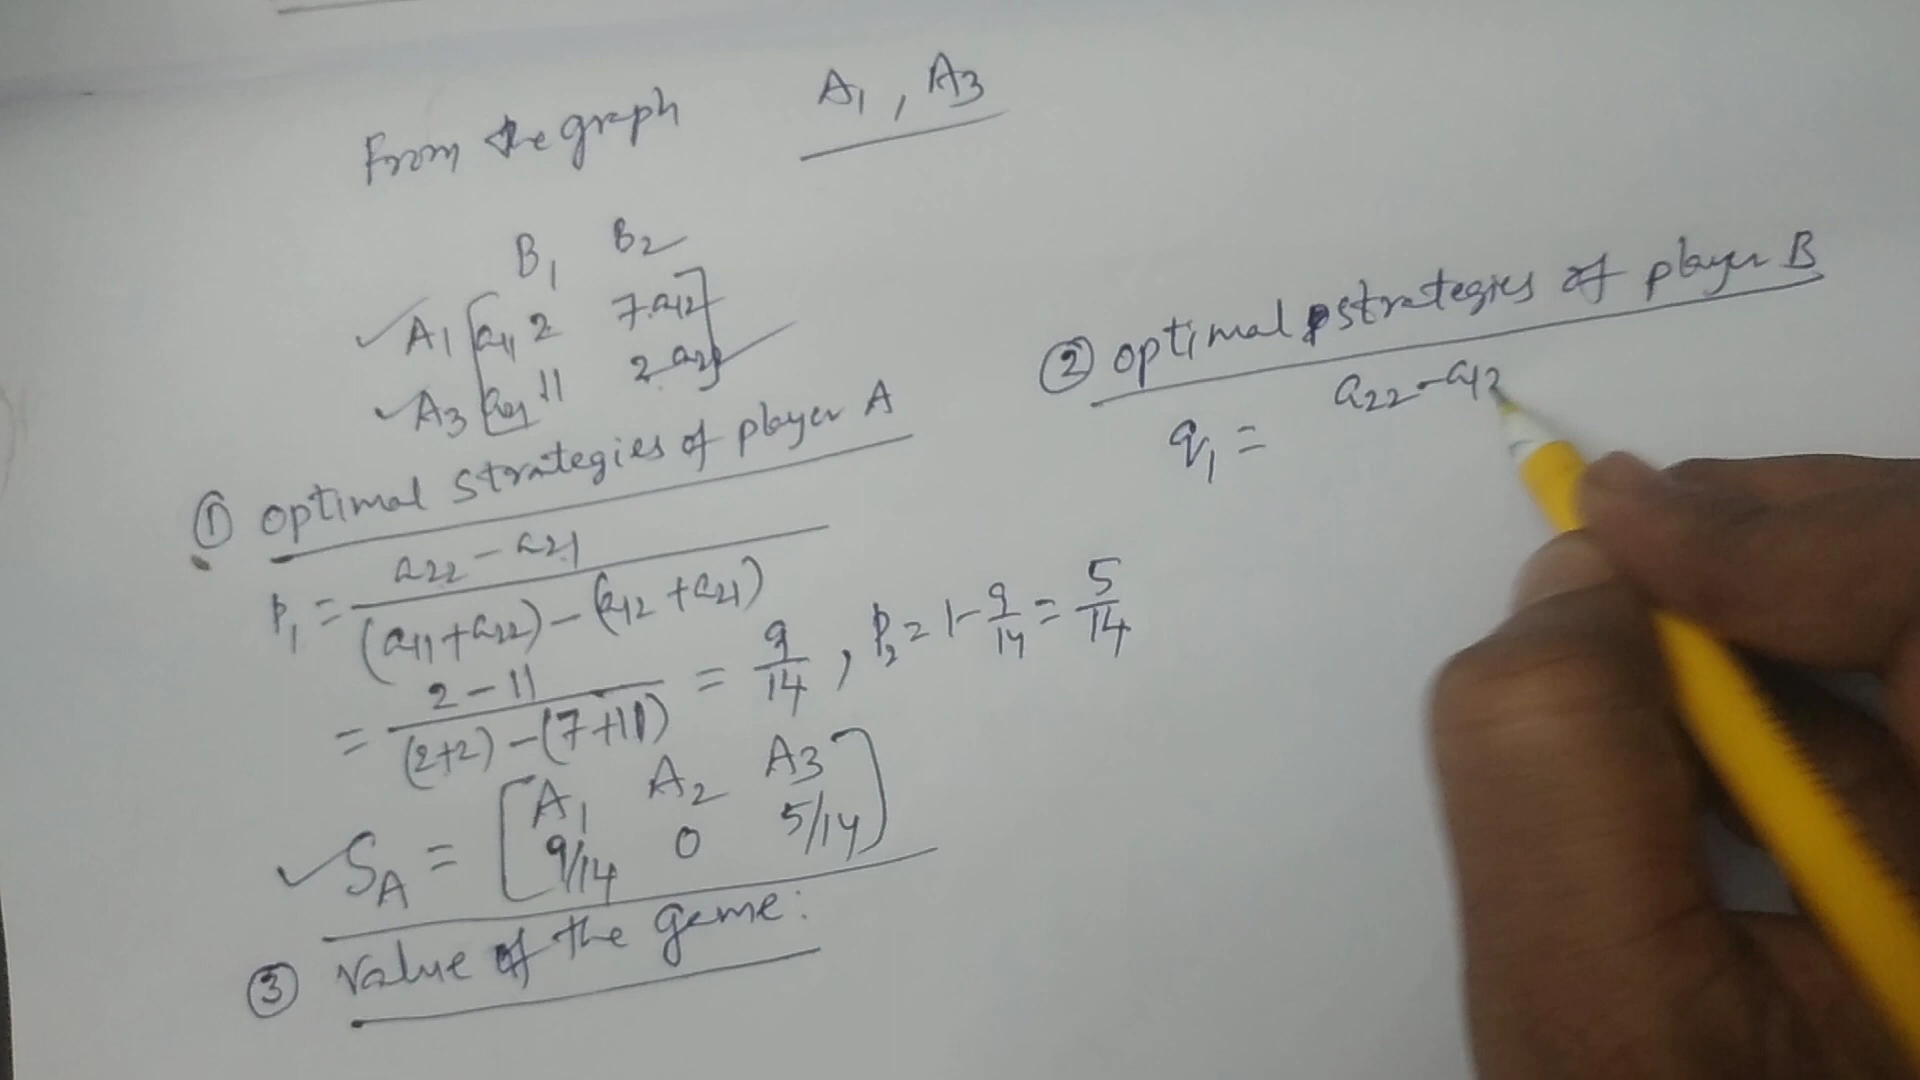 From the graph A1, A3
B1 B2
A1 [a11 2 7 a12]
A3 [a21 11 2 a22]
① optimal strategies of player A
P1 = a22 - a21 / (a11 + a22) - (a12 + a21)
= 2 - 11 / (2+2) - (7+11) = 9/14, P2 = 1 - 9/14 = 5/14
SA = [A1 A2 A3
9/14 0 5/14]
③ Value of the game:
② optimal strategies of player B
q1 = a22 - a12